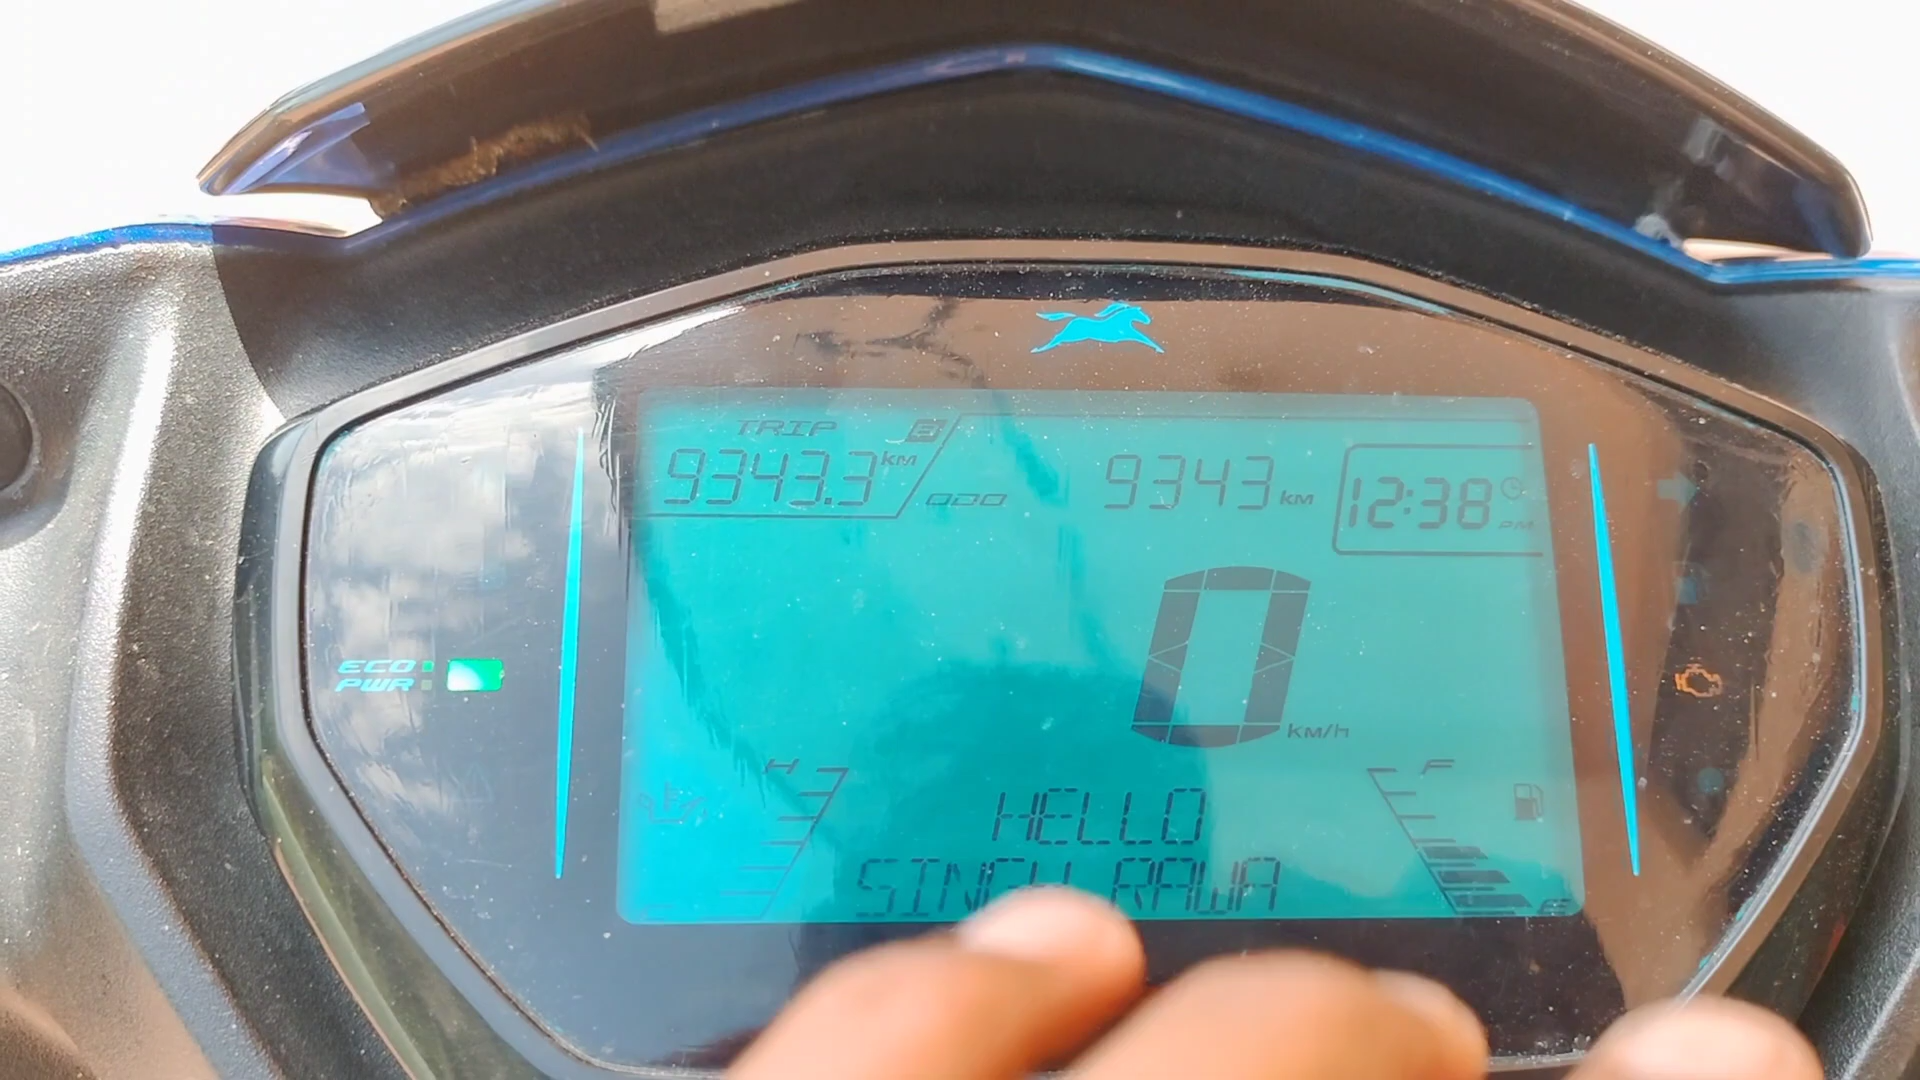 TRIP B
9343.3 km
ODO 9343 km
12:38 PM
ECO
PWR
0 km/h
H
F
HELLO
SINGH RAWA
E